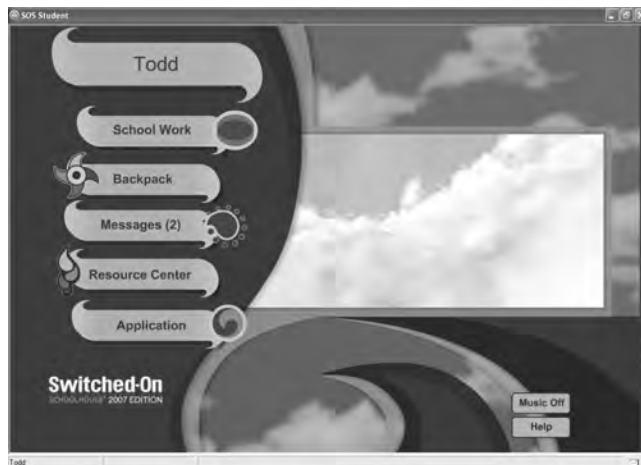 SOS Student
Todd
School Work
Backpack
Messages (2)
Resource Center
Application
Switched-On
SCHOOLHOUSE® 2007 EDITION
Music Off
Help
Todd